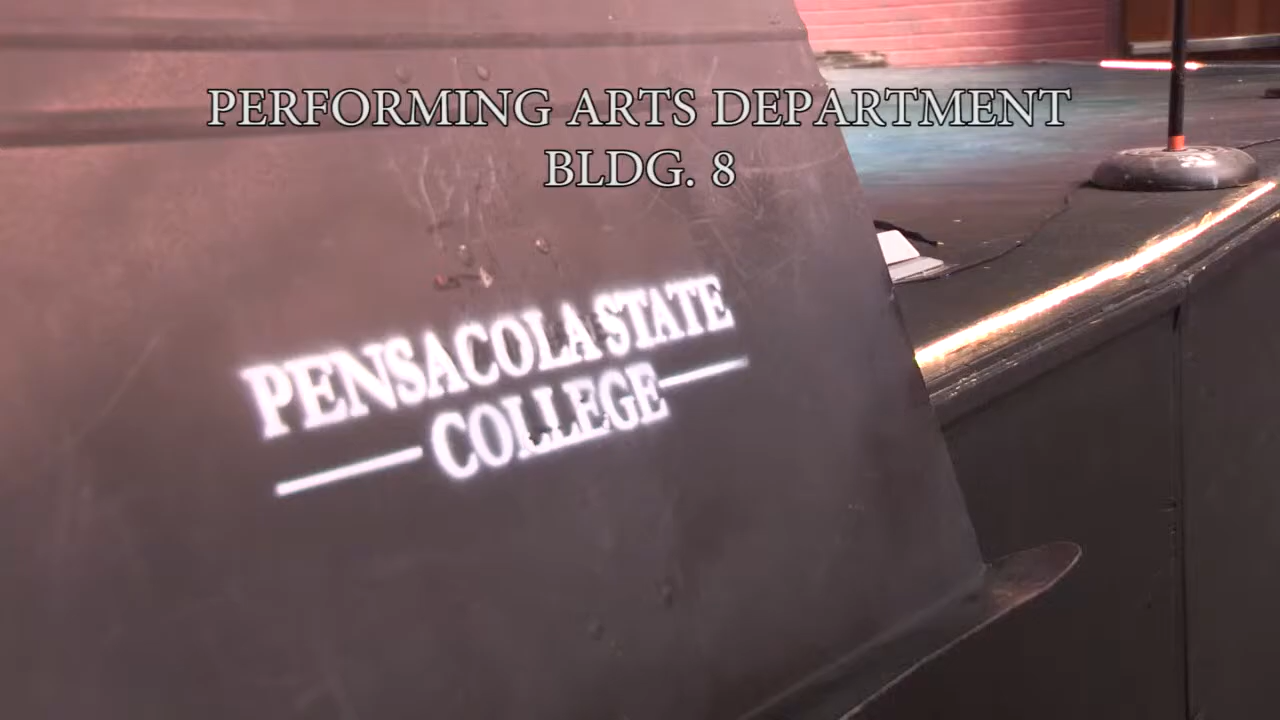 PERFORMING ARTS DEPARTMENT
BLDG. 8
PENSACOLA STATE
COLLEGE